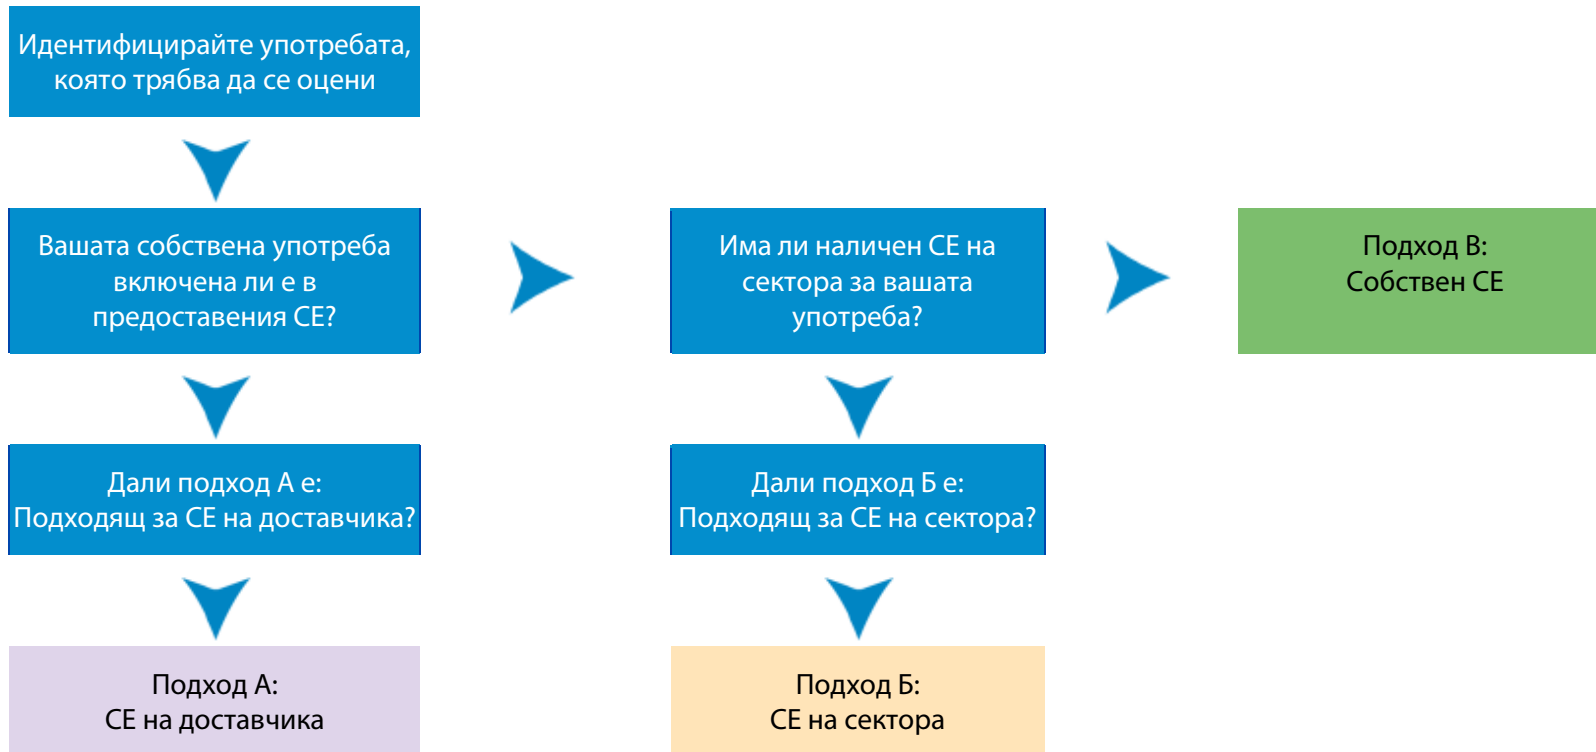 Идентифицирайте употребата,
която трябва да се оцени
Вашата собствена употреба
включена ли е в
предоставения СЕ?
Има ли наличен СЕ на
сектора за вашата
употреба?
Подход В:
Собствен СЕ
Дали подход А е:
Подходящ за СЕ на доставчика?
Дали подход Б е:
Подходящ за СЕ на сектора?
Подход А:
СЕ на доставчика
Подход Б:
СЕ на сектора